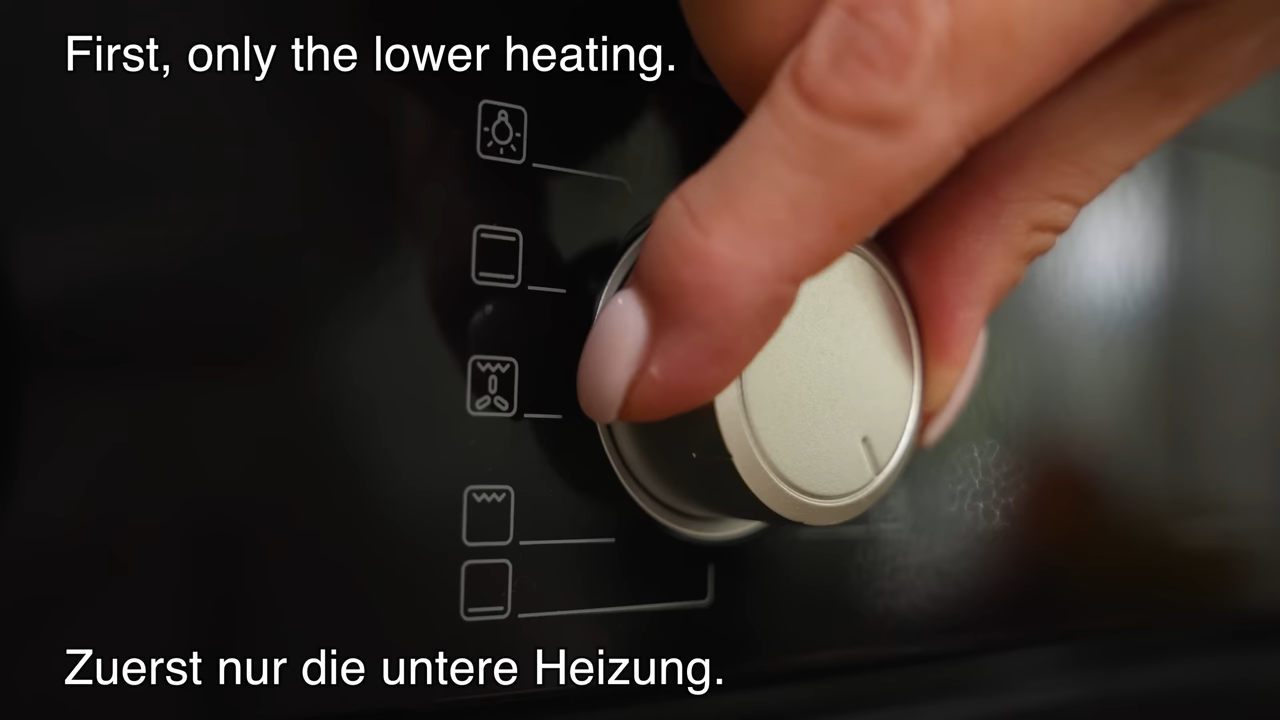 First, only the lower heating.
Zuerst nur die untere Heizung.